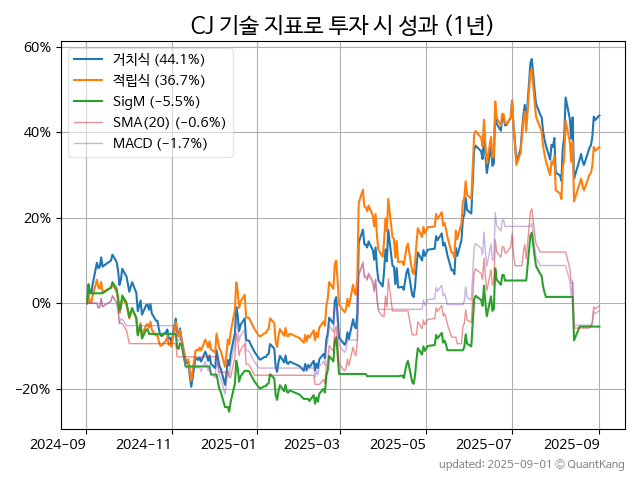 CJ 기술 지표로 투자 시 성과 (1년)
60%
40%
20%
0%
−20%
거치식 (44.1%)
적립식 (36.7%)
SigM (−5.5%)
SMA(20) (−0.6%)
MACD (−1.7%)
2024-09 2024-11 2025-01 2025-03 2025-05 2025-07 2025-09
updated: 2025-09-01 © QuantKang